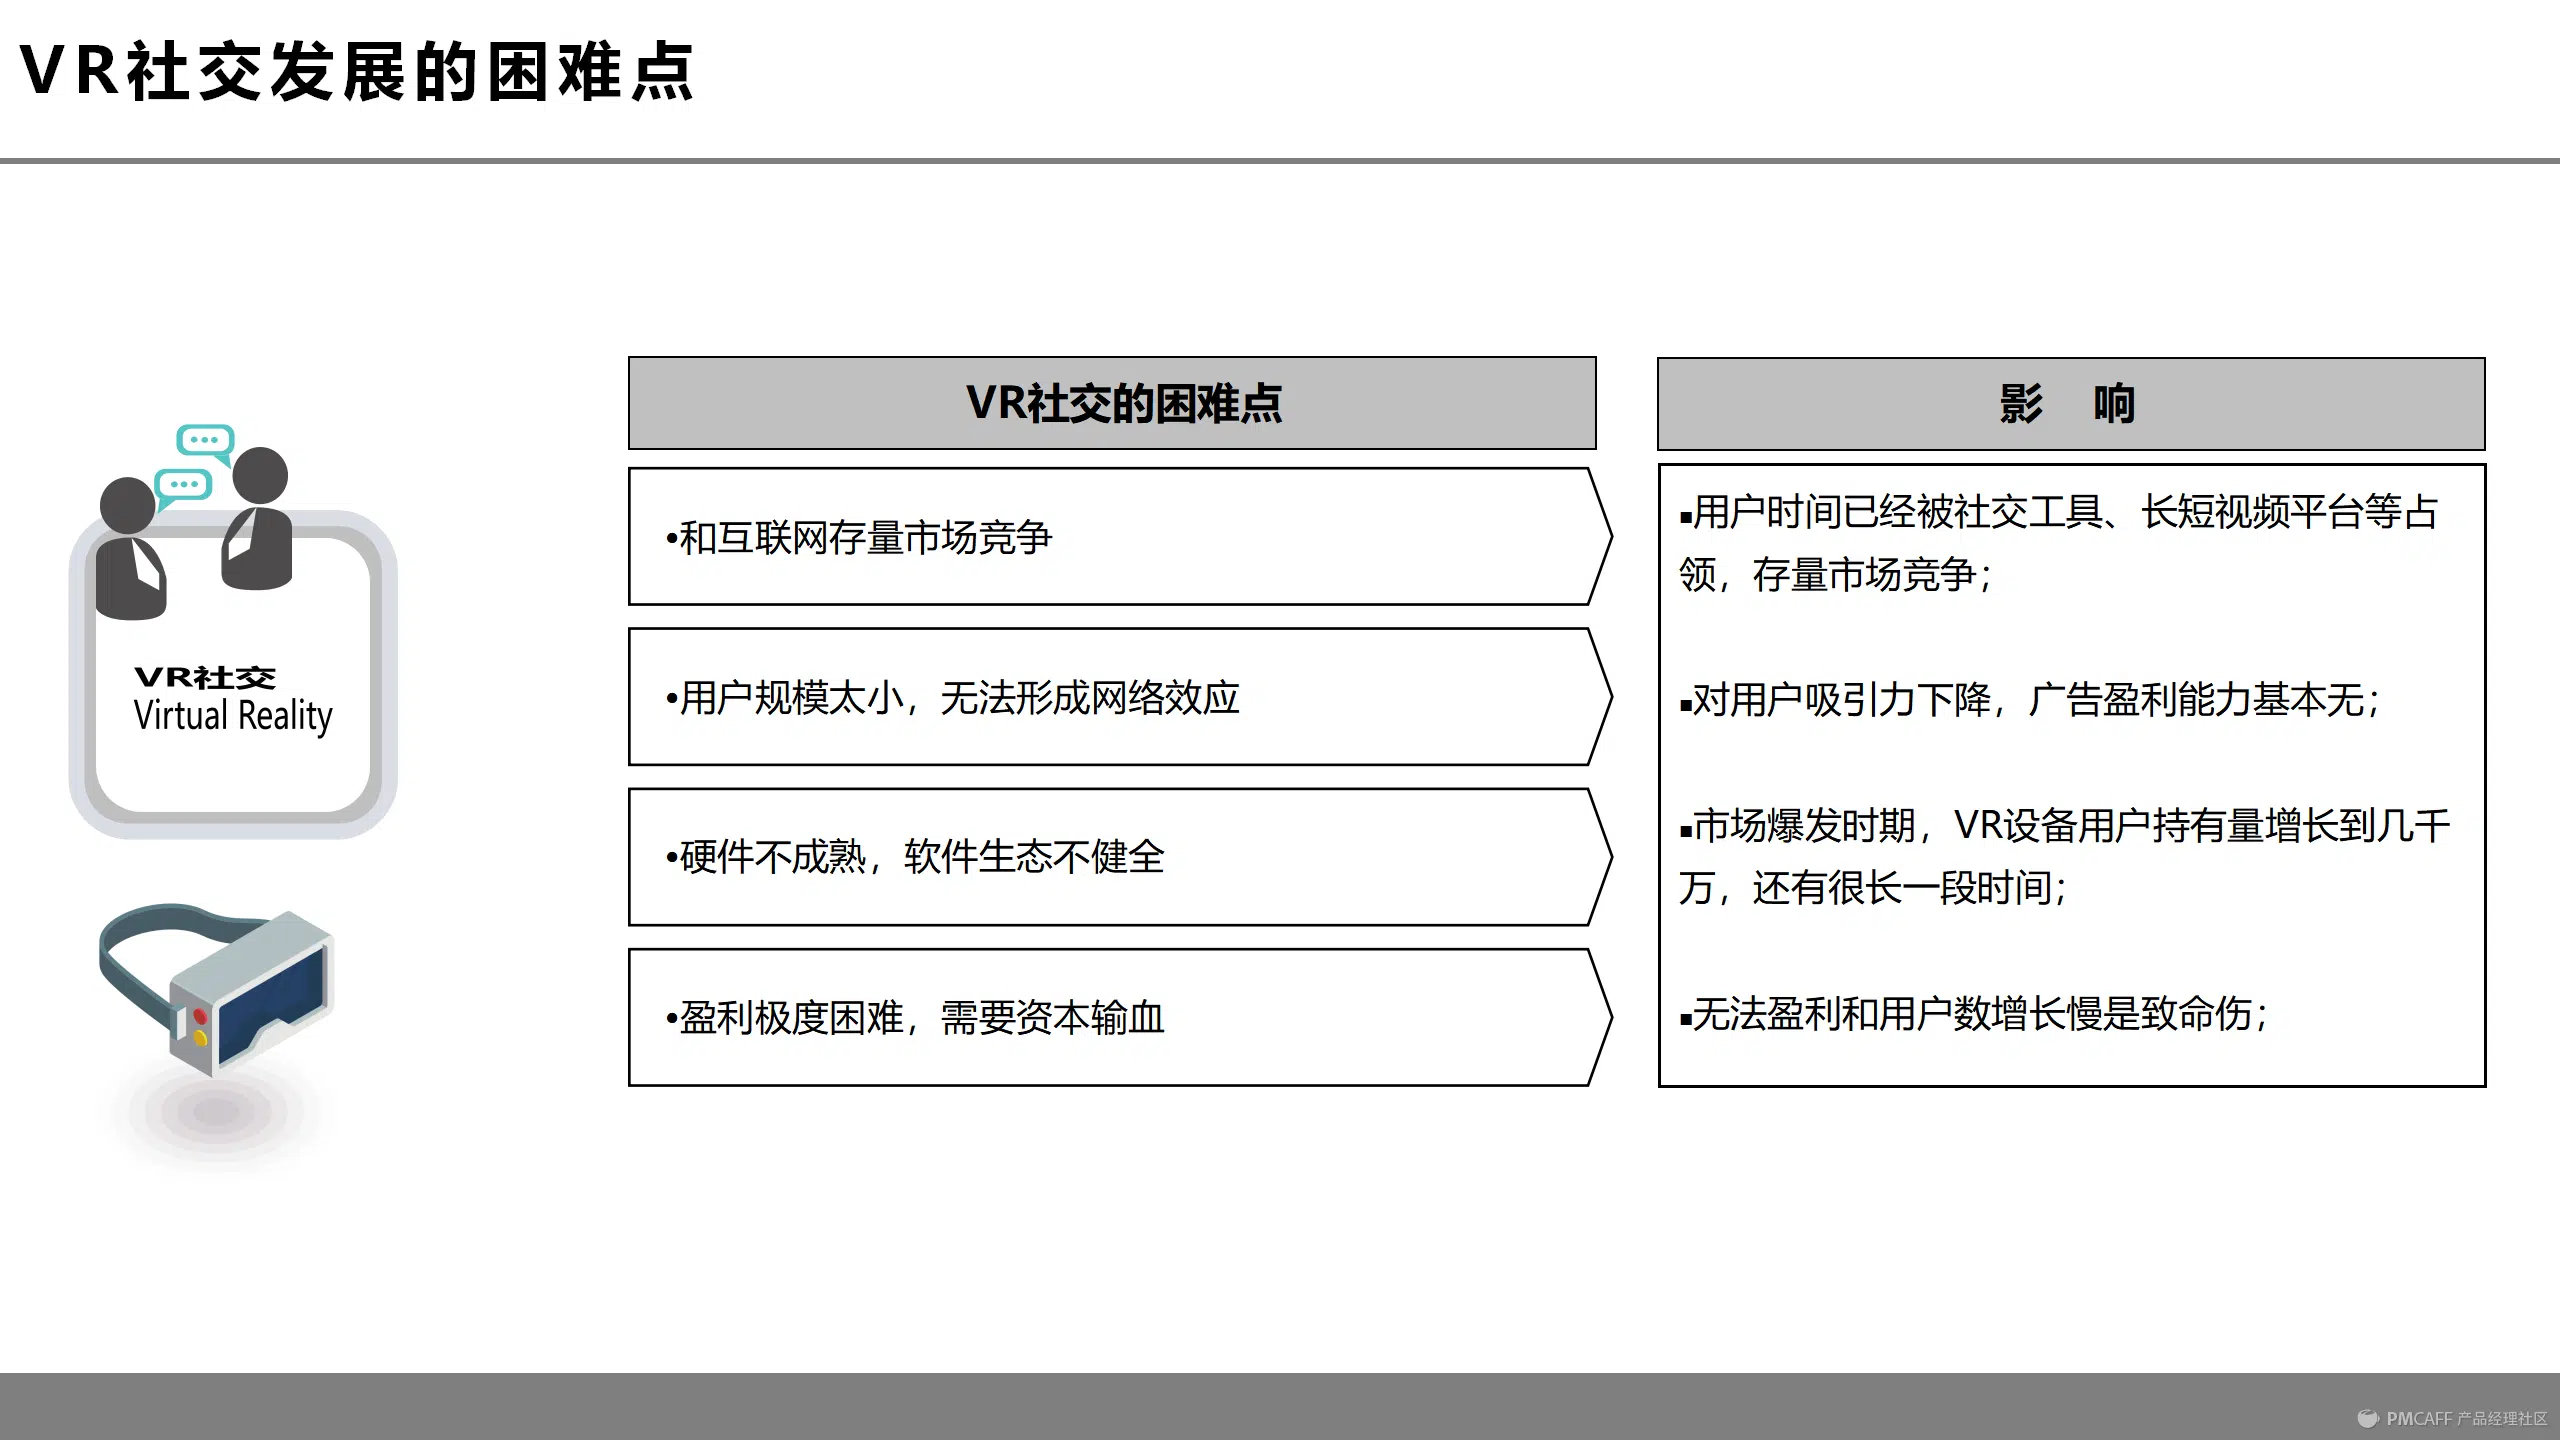 VR社交发展的困难点
VR社交
Virtual Reality
VR社交的困难点
•和互联网存量市场竞争
•用户规模太小，无法形成网络效应
•硬件不成熟，软件生态不健全
•盈利极度困难，需要资本输血
影 响
▪用户时间已经被社交工具、长短视频平台等占
领，存量市场竞争；
▪对用户吸引力下降，广告盈利能力基本无；
▪市场爆发时期，VR设备用户持有量增长到几千
万，还有很长一段时间；
▪无法盈利和用户数增长慢是致命伤；
PMCAFF 产品经理社区